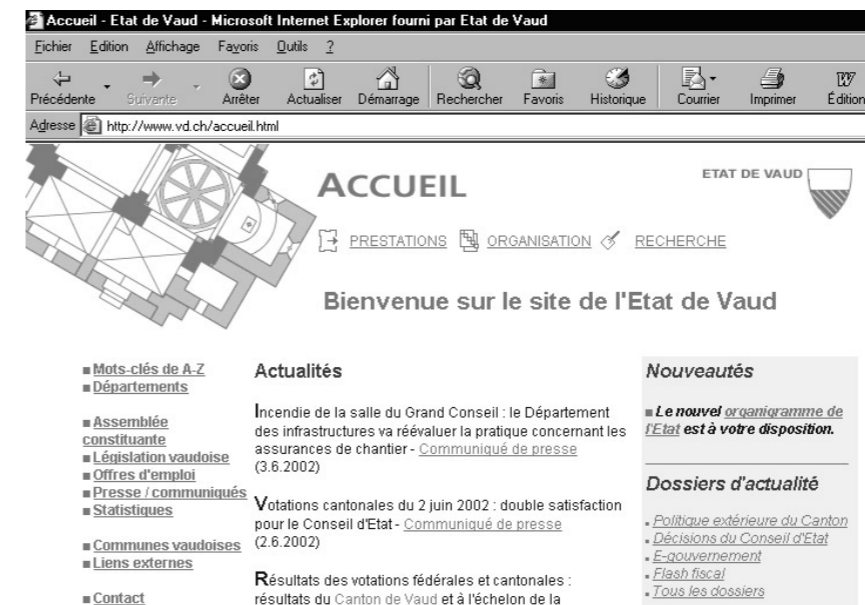 Accueil - Etat de Vaud - Microsoft Internet Explorer fourni par Etat de Vaud
Fichier Edition Affichage Favoris Outils ?
Précédente Suivante Arrêter Actualiser Démarrage Rechercher Favoris Historique Courrier Imprimer Édition
Adresse http://www.vd.ch/accueil.html
ACCUEIL
ETAT DE VAUD
PRESTATIONS ORGANISATION RECHERCHE
Bienvenue sur le site de l'Etat de Vaud
Mots-clés de A-Z
Départements
Assemblée
constituante
Législation vaudoise
Offres d'emploi
Presse / communiqués
Statistiques
Communes vaudoises
Liens externes
Contact
Actualités
Incendie de la salle du Grand Conseil : le Département
des infrastructures va réévaluer la pratique concernant les
assurances de chantier - Communiqué de presse
(3.6.2002)
Votations cantonales du 2 juin 2002 : double satisfaction
pour le Conseil d'Etat - Communiqué de presse
(2.6.2002)
Résultats des votations fédérales et cantonales :
résultats du Canton de Vaud et à l'échelon de la
Nouveautés
Le nouvel organigramme de
l'Etat est à votre disposition.
Dossiers d'actualité
Politique extérieure du Canton
Décisions du Conseil d'Etat
E-gouvernement
Flash fiscal
Tous les dossiers